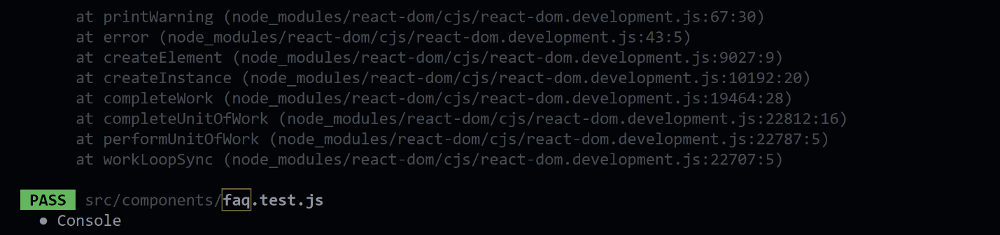 at printWarning (node_modules/react-dom/cjs/react-dom.development.js:67:30)
at error (node_modules/react-dom/cjs/react-dom.development.js:43:5)
at createElement (node_modules/react-dom/cjs/react-dom.development.js:9027:9)
at createInstance (node_modules/react-dom/cjs/react-dom.development.js:10192:20)
at completeWork (node_modules/react-dom/cjs/react-dom.development.js:19464:28)
at completeUnitOfWork (node_modules/react-dom/cjs/react-dom.development.js:22812:16)
at performUnitOfWork (node_modules/react-dom/cjs/react-dom.development.js:22787:5)
at workLoopSync (node_modules/react-dom/cjs/react-dom.development.js:22707:5)
PASS src/components/faq.test.js
● Console